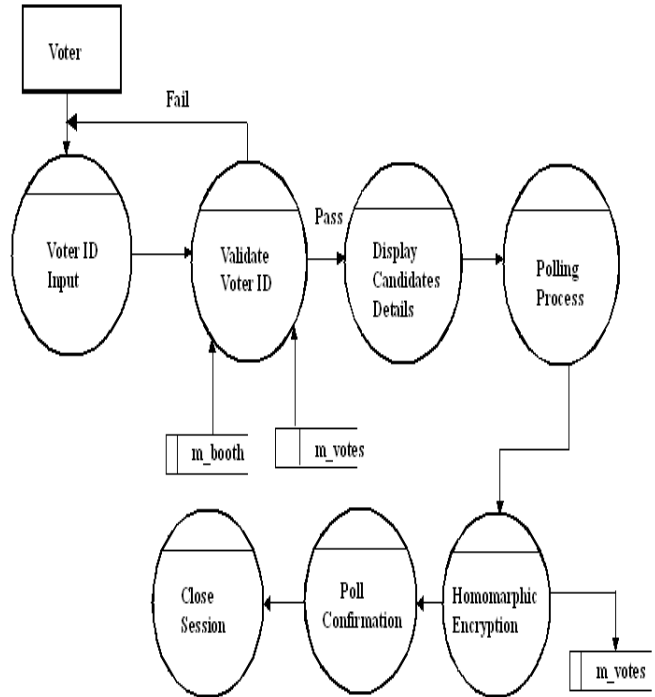 Voter
Fail
Voter ID
Input
Validate
Voter ID
Pass
Display
Candidates
Details
Polling
Process
m_booth
m_votes
Close
Session
Poll
Confirmation
Homomarphic
Encryption
m_votes